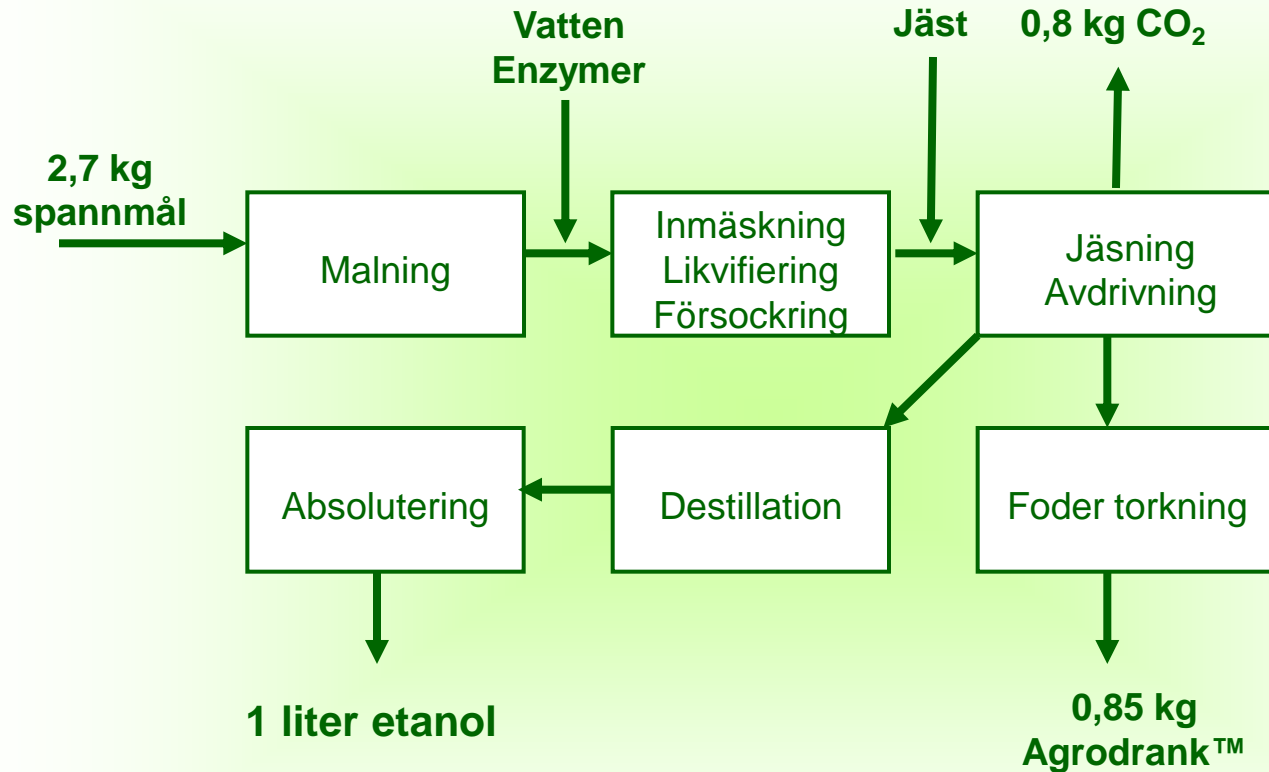 Vatten
Enzymer
Jäst
0,8 kg CO₂
2,7 kg
spannmål
Malning
Inmäskning
Likvifiering
Försockring
Jäsning
Avdrivning
Absolutering
Destillation
Foder torkning
1 liter etanol
0,85 kg
Agrodrank™